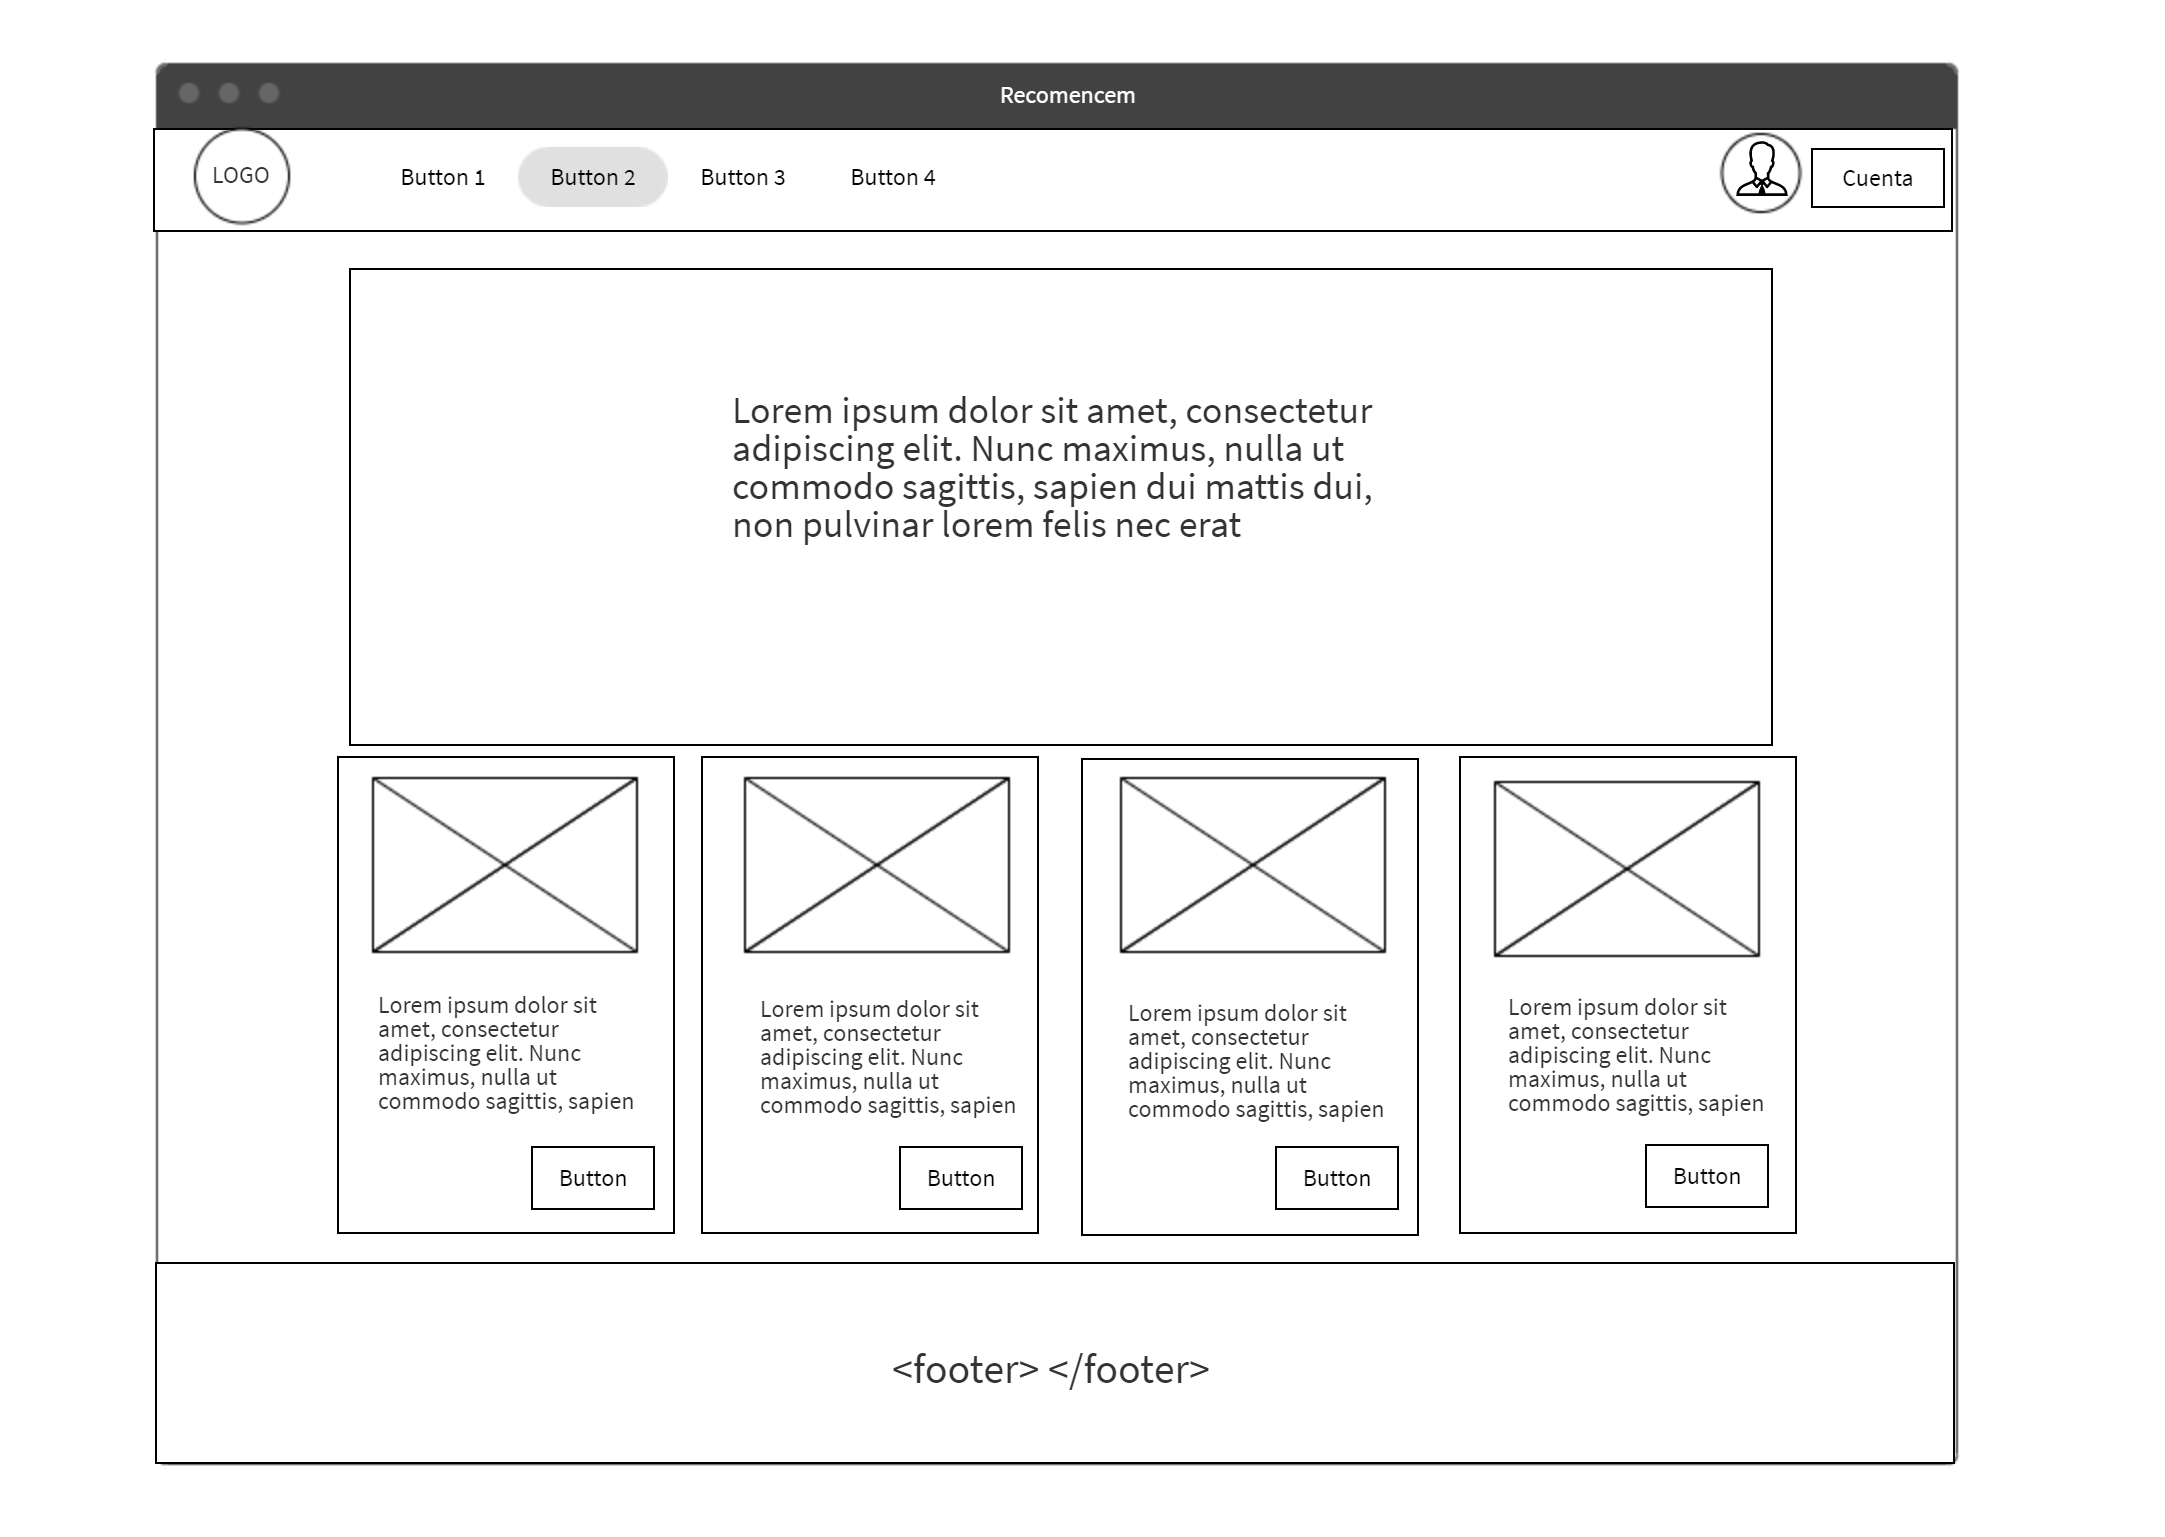 Recomencem
LOGO
Button 1
Button 2
Button 3
Button 4
Cuenta
Lorem ipsum dolor sit amet, consectetur
adipiscing elit. Nunc maximus, nulla ut
commodo sagittis, sapien dui mattis dui,
non pulvinar lorem felis nec erat
Lorem ipsum dolor sit
amet, consectetur
adipiscing elit. Nunc
maximus, nulla ut
commodo sagittis, sapien
Button
Lorem ipsum dolor sit
amet, consectetur
adipiscing elit. Nunc
maximus, nulla ut
commodo sagittis, sapien
Button
Lorem ipsum dolor sit
amet, consectetur
adipiscing elit. Nunc
maximus, nulla ut
commodo sagittis, sapien
Button
Lorem ipsum dolor sit
amet, consectetur
adipiscing elit. Nunc
maximus, nulla ut
commodo sagittis, sapien
Button
<footer> </footer>